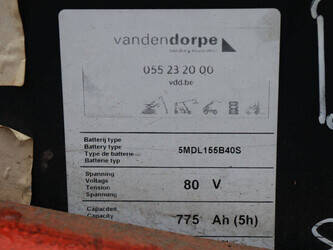 vandendorpe
055 23 20 00
vdd.be
Batterij type
Battery type
Type de batterie
Batterie typ
5MDL155B40S
Spanning
Voltage
Tension
Spannung
80 V
Capaciteit
Capacity
775 Ah (5h)